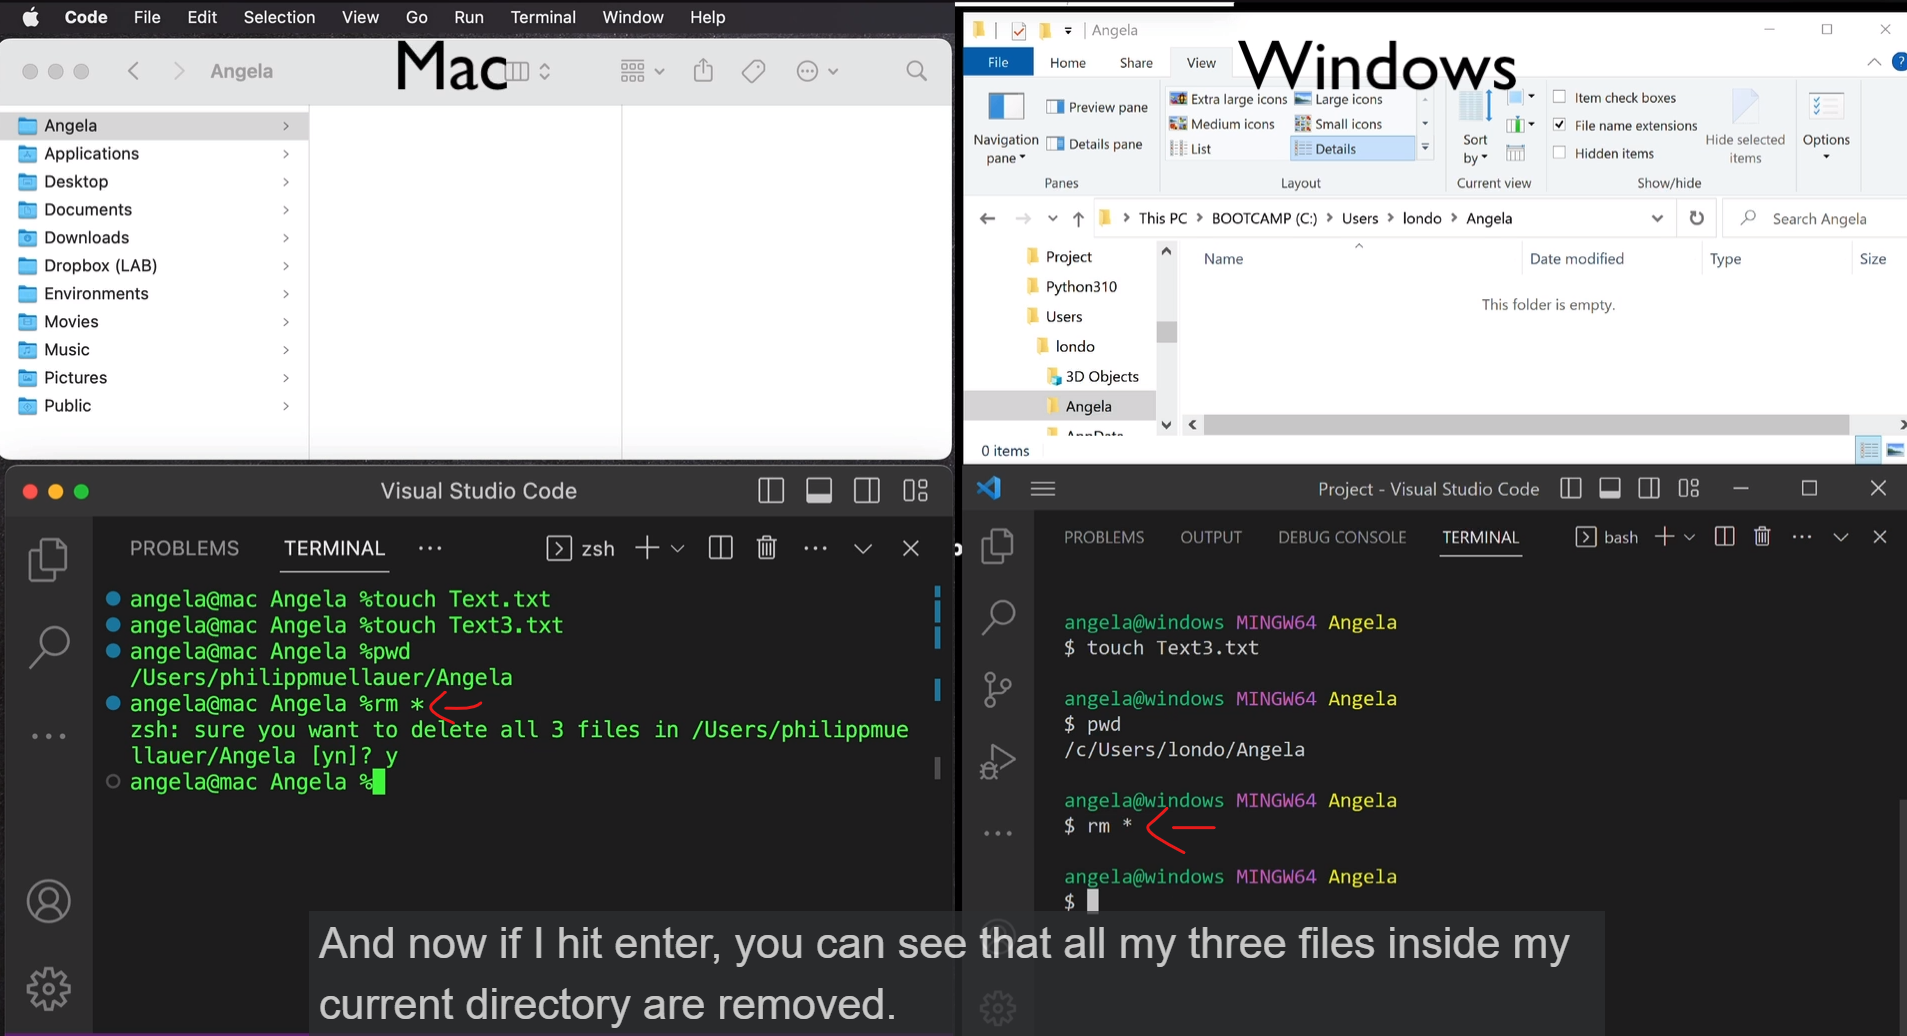 Code File Edit Selection View Go Run Terminal Window Help
Angela
Mac
Angela
Applications
Desktop
Documents
Downloads
Dropbox (LAB)
Environments
Movies
Music
Pictures
Public
Angela
File Home Share View
Windows
Navigation pane
Preview pane
Details pane
Panes
Extra large icons Large icons
Medium icons Small icons
List Details
Layout
Sort by
Current view
Item check boxes
File name extensions
Hidden items
Hide selected items
Show/hide
Options
This PC > BOOTCAMP (C:) > Users > londo > Angela
Search Angela
Project
Python310
Users
londo
3D Objects
Angela
AppData
Name Date modified Type Size
This folder is empty.
0 items
Visual Studio Code
PROBLEMS TERMINAL ... zsh
angela@mac Angela %touch Text.txt
angela@mac Angela %touch Text3.txt
angela@mac Angela %pwd
/Users/philippmuellauer/Angela
angela@mac Angela %rm *
zsh: sure you want to delete all 3 files in /Users/philippmue
llauer/Angela [yn]? y
angela@mac Angela %
Project - Visual Studio Code
PROBLEMS OUTPUT DEBUG CONSOLE TERMINAL bash
angela@windows MINGW64 Angela
$ touch Text3.txt
angela@windows MINGW64 Angela
$ pwd
/c/Users/londo/Angela
angela@windows MINGW64 Angela
$ rm *
angela@windows MINGW64 Angela
$
And now if I hit enter, you can see that all my three files inside my
current directory are removed.